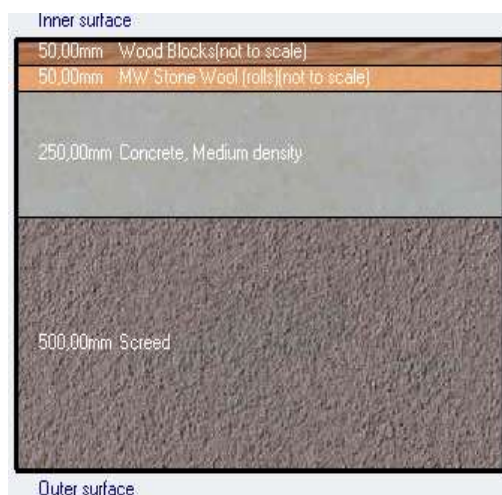 Inner surface
50,00mm Wood Blocks(not to scale)
50,00mm MW Stone Wool (rolls)(not to scale)
250,00mm Concrete, Medium density
500,00mm Screed
Outer surface